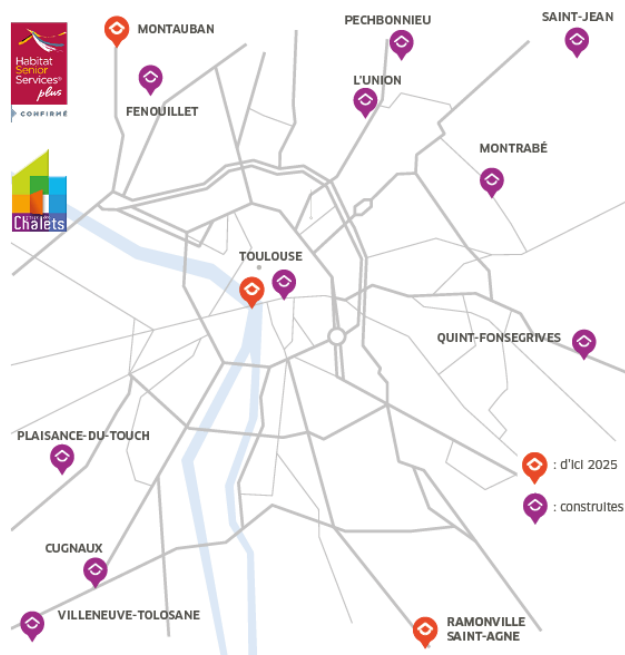 Habitat
Senior
Services®
plus
CONFIRMÉ
Chalets
MONTAUBAN
FENOUILLET
PECHBONNIEU
L'UNION
SAINT-JEAN
MONTRABÉ
TOULOUSE
QUINT-FONSEGRIVES
PLAISANCE-DU-TOUCH
: d'ici 2025
: construites
CUGNAUX
VILLENEUVE-TOLOSANE
RAMONVILLE
SAINT-AGNE